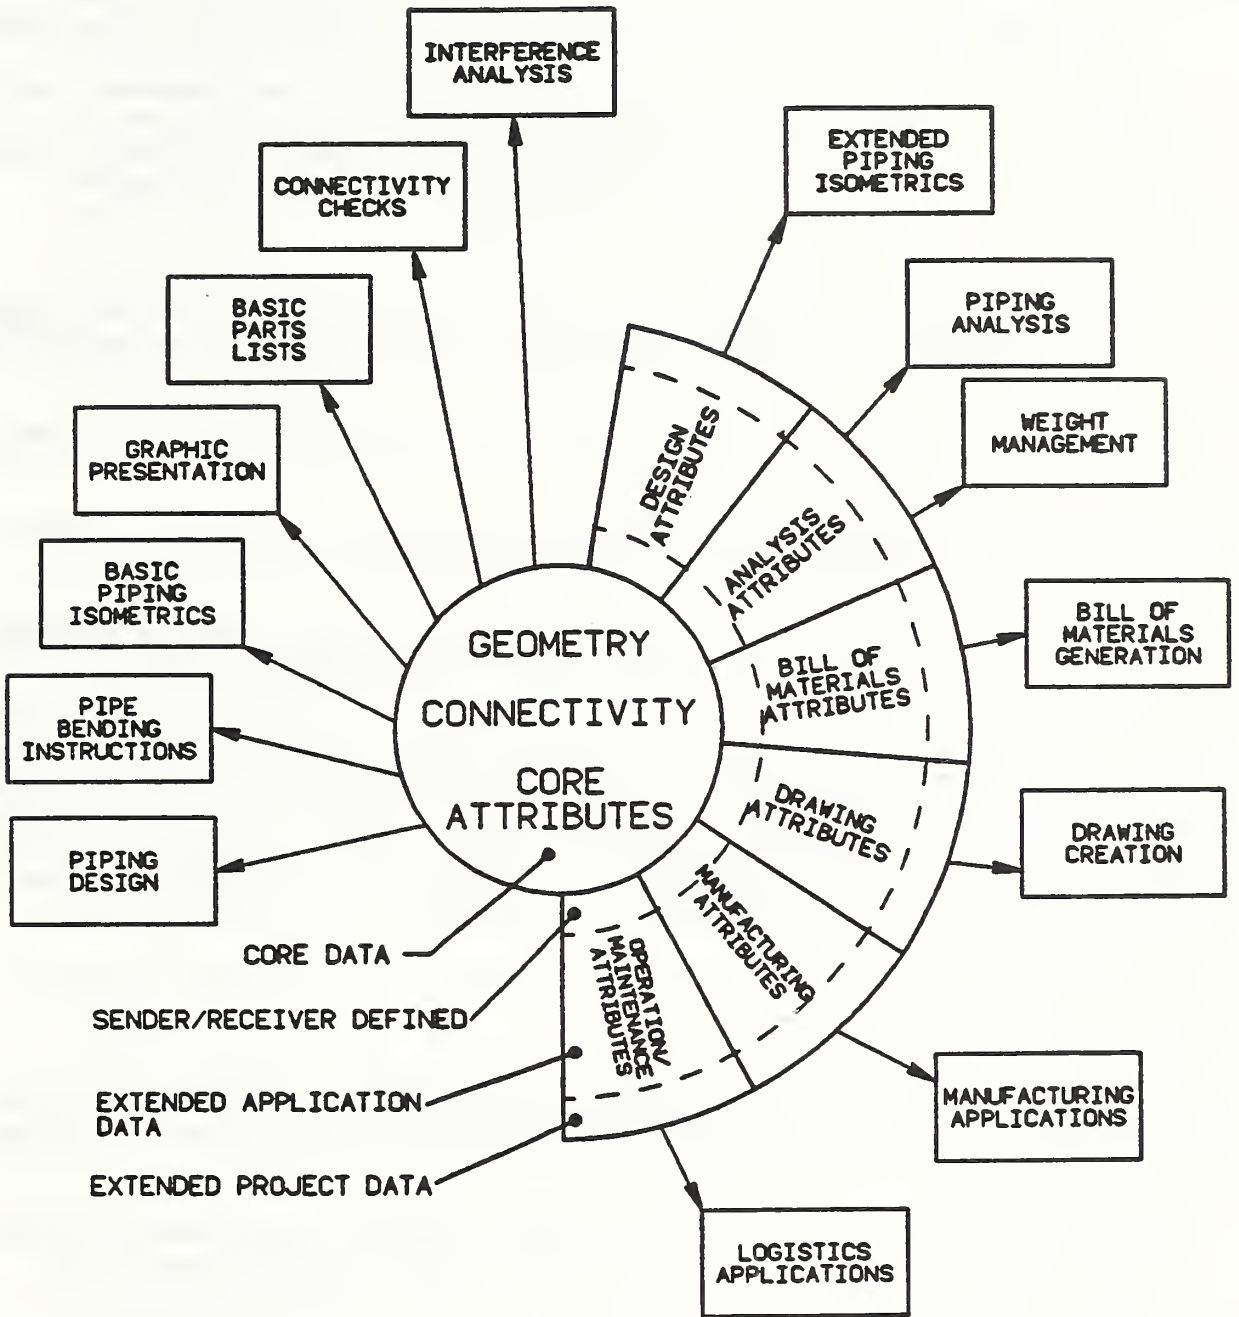 INTERFERENCE
ANALYSIS
EXTENDED
PIPING
ISOMETRICS
CONNECTIVITY
CHECKS
PIPING
ANALYSIS
BASIC
PARTS
LISTS
WEIGHT
MANAGEMENT
GRAPHIC
PRESENTATION
DESIGN
ATTRIBUTES
ANALYSIS
ATTRIBUTES
BASIC
PIPING
ISOMETRICS
BILL OF
MATERIALS
GENERATION
GEOMETRY
CONNECTIVITY
CORE
ATTRIBUTES
BILL OF
MATERIALS
ATTRIBUTES
PIPE
BENDING
INSTRUCTIONS
DRAWING
ATTRIBUTES
DRAWING
CREATION
PIPING
DESIGN
MANUFACTURING
ATTRIBUTES
OPERATION/
MAINTENANCE
ATTRIBUTES
CORE DATA
SENDER/RECEIVER DEFINED
EXTENDED APPLICATION
DATA
EXTENDED PROJECT DATA
MANUFACTURING
APPLICATIONS
LOGISTICS
APPLICATIONS